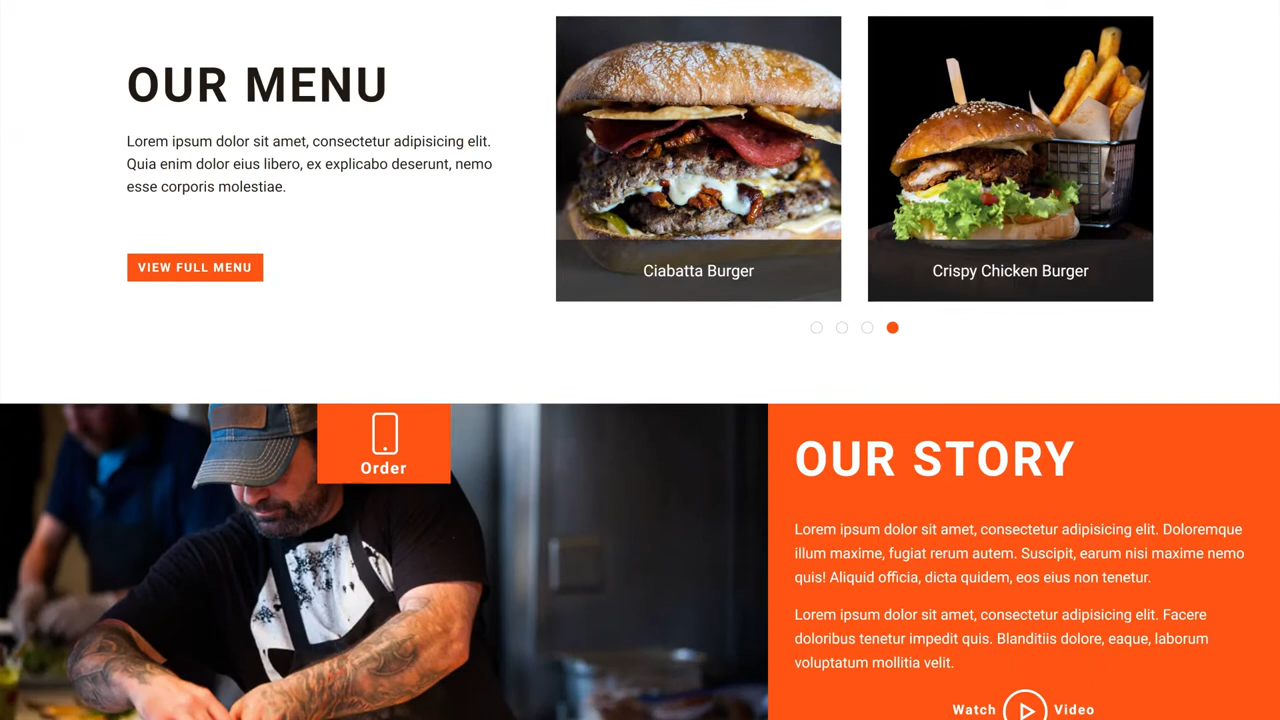 OUR MENU
Lorem ipsum dolor sit amet, consectetur adipisicing elit.
Quia enim dolor eius libero, ex explicabo deserunt, nemo
esse corporis molestiae.
VIEW FULL MENU
Ciabatta Burger
Crispy Chicken Burger
Order
OUR STORY
Lorem ipsum dolor sit amet, consectetur adipisicing elit. Doloremque
illum maxime, fugiat rerum autem. Suscipit, earum nisi maxime nemo
quis! Aliquid officia, dicta quidem, eos eius non tenetur.
Lorem ipsum dolor sit amet, consectetur adipisicing elit. Facere
doloribus tenetur impedit quis. Blanditiis dolore, eaque, laborum
voluptatum mollitia velit.
Watch Video